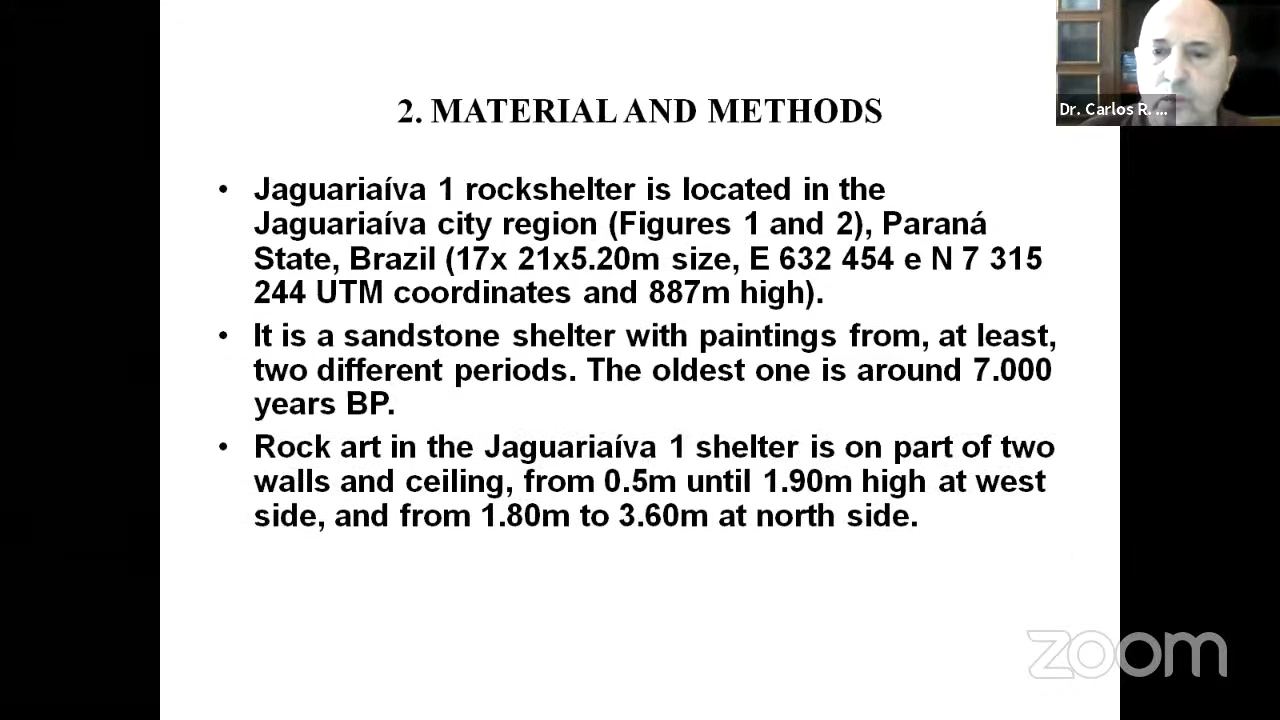 2. MATERIAL AND METHODS
Dr. Carlos R. ...
• Jaguariaíva 1 rockshelter is located in the
Jaguariaíva city region (Figures 1 and 2), Paraná
State, Brazil (17x 21x5.20m size, E 632 454 e N 7 315
244 UTM coordinates and 887m high).
• It is a sandstone shelter with paintings from, at least,
two different periods. The oldest one is around 7.000
years BP.
• Rock art in the Jaguariaíva 1 shelter is on part of two
walls and ceiling, from 0.5m until 1.90m high at west
side, and from 1.80m to 3.60m at north side.
zoom